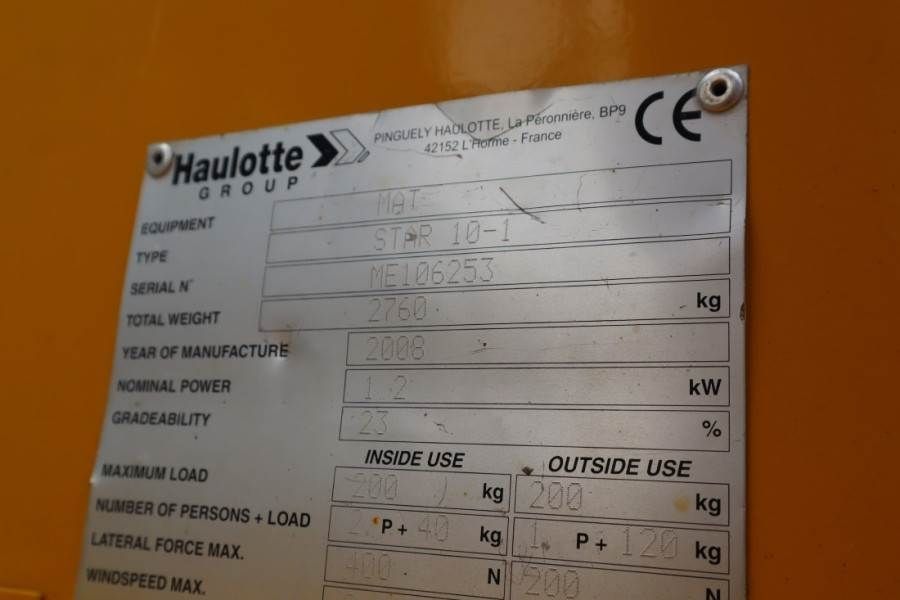 Haulotte
GROUP
PINGUELY HAULOTTE, La Péronnière, BP9
42152 L'Horme - France
CE
EQUIPMENT MAT
TYPE STAR 10-1
SERIAL N° ME106253
TOTAL WEIGHT 2760 kg
YEAR OF MANUFACTURE 2008
NOMINAL POWER 1.2 kW
GRADEABILITY 23 %
INSIDE USE OUTSIDE USE
MAXIMUM LOAD 200 kg 200 kg
NUMBER OF PERSONS + LOAD 2 P + 40 kg 1 P + 120 kg
LATERAL FORCE MAX. 400 N 200 N
WINDSPEED MAX.